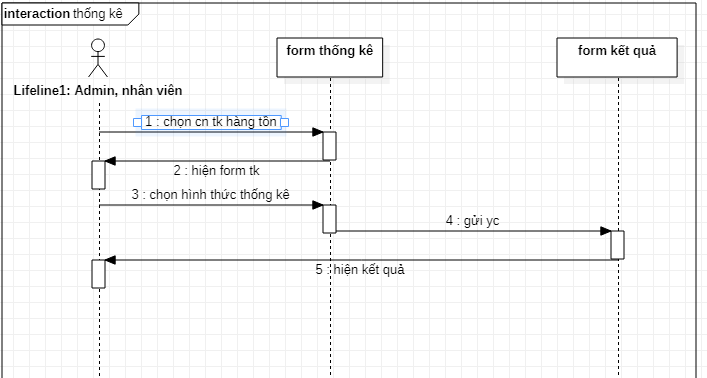 interaction thống kê
form thống kê
form kết quả
Lifeline1: Admin, nhân viên
1 : chọn cn tk hàng tồn
2 : hiện form tk
3 : chọn hình thức thống kê
4 : gửi yc
5 : hiện kết quả